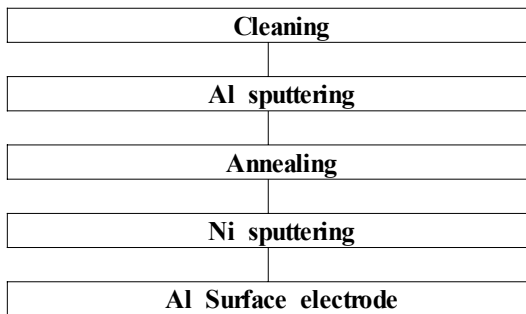 Cleaning
Al sputtering
Annealing
Ni sputtering
Al Surface electrode